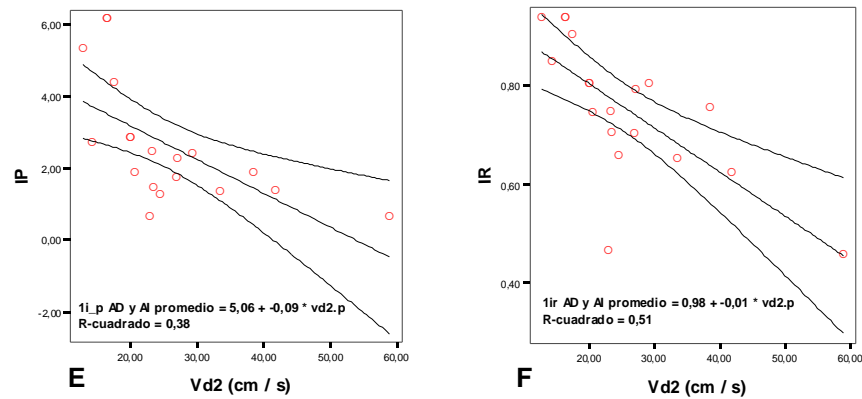 6,00
4,00
2,00
0,00
-2,00
IP
1i_p AD y AI promedio = 5,06 + -0,09 * vd2.p
R-cuadrado = 0,38
20,00 30,00 40,00 50,00 60,00
E
Vd2 (cm / s)
0,80
0,60
0,40
IR
1ir AD y AI promedio = 0,98 + -0,01 * vd2.p
R-cuadrado = 0,51
20,00 30,00 40,00 50,00 60,00
F
Vd2 (cm / s)